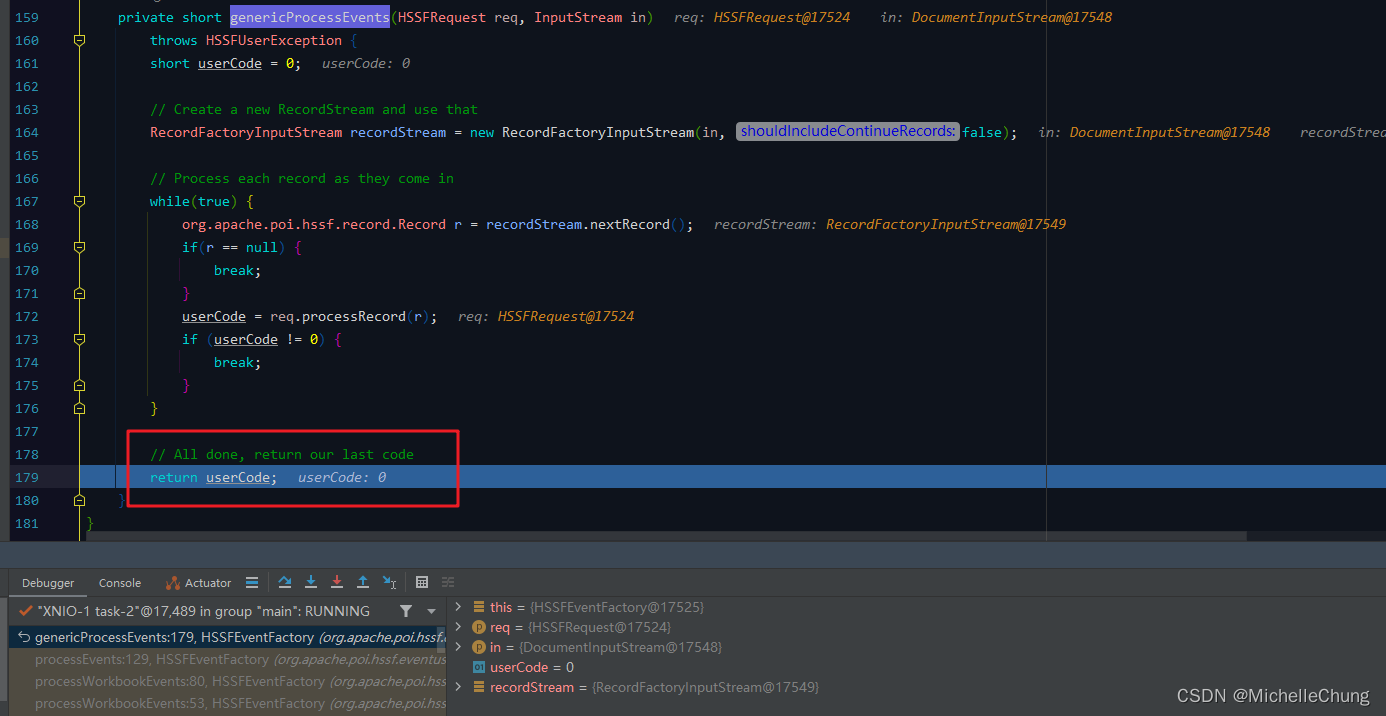 159 private short genericProcessEvents(HSSFRequest req, InputStream in) req: HSSFRequest@17524 in: DocumentInputStream@17548
160 throws HSSFUserException {
161 short userCode = 0; userCode: 0
162
163 // Create a new RecordStream and use that
164 RecordFactoryInputStream recordStream = new RecordFactoryInputStream(in, shouldIncludeContinueRecords: false); in: DocumentInputStream@17548 recordStrea
165
166 // Process each record as they come in
167 while(true) {
168 org.apache.poi.hssf.record.Record r = recordStream.nextRecord(); recordStream: RecordFactoryInputStream@17549
169 if(r == null) {
170 break;
171 }
172 userCode = req.processRecord(r); req: HSSFRequest@17524
173 if (userCode != 0) {
174 break;
175 }
176 }
177
178 // All done, return our last code
179 return userCode; userCode: 0
180 }
181 }
Debugger Console Actuator
"XNIO-1 task-2"@17,489 in group "main": RUNNING
genericProcessEvents:179, HSSFEventFactory (org.apache.poi.hssf.
processEvents:129, HSSFEventFactory (org.apache.poi.hssf.eventus
processWorkbookEvents:80, HSSFEventFactory (org.apache.poi.hss
processWorkbookEvents:53, HSSFEventFactory (org.apache.poi.hss
this = {HSSFEventFactory@17525}
p req = {HSSFRequest@17524}
p in = {DocumentInputStream@17548}
01 userCode = 0
recordStream = {RecordFactoryInputStream@17549}
CSDN @MichelleChung